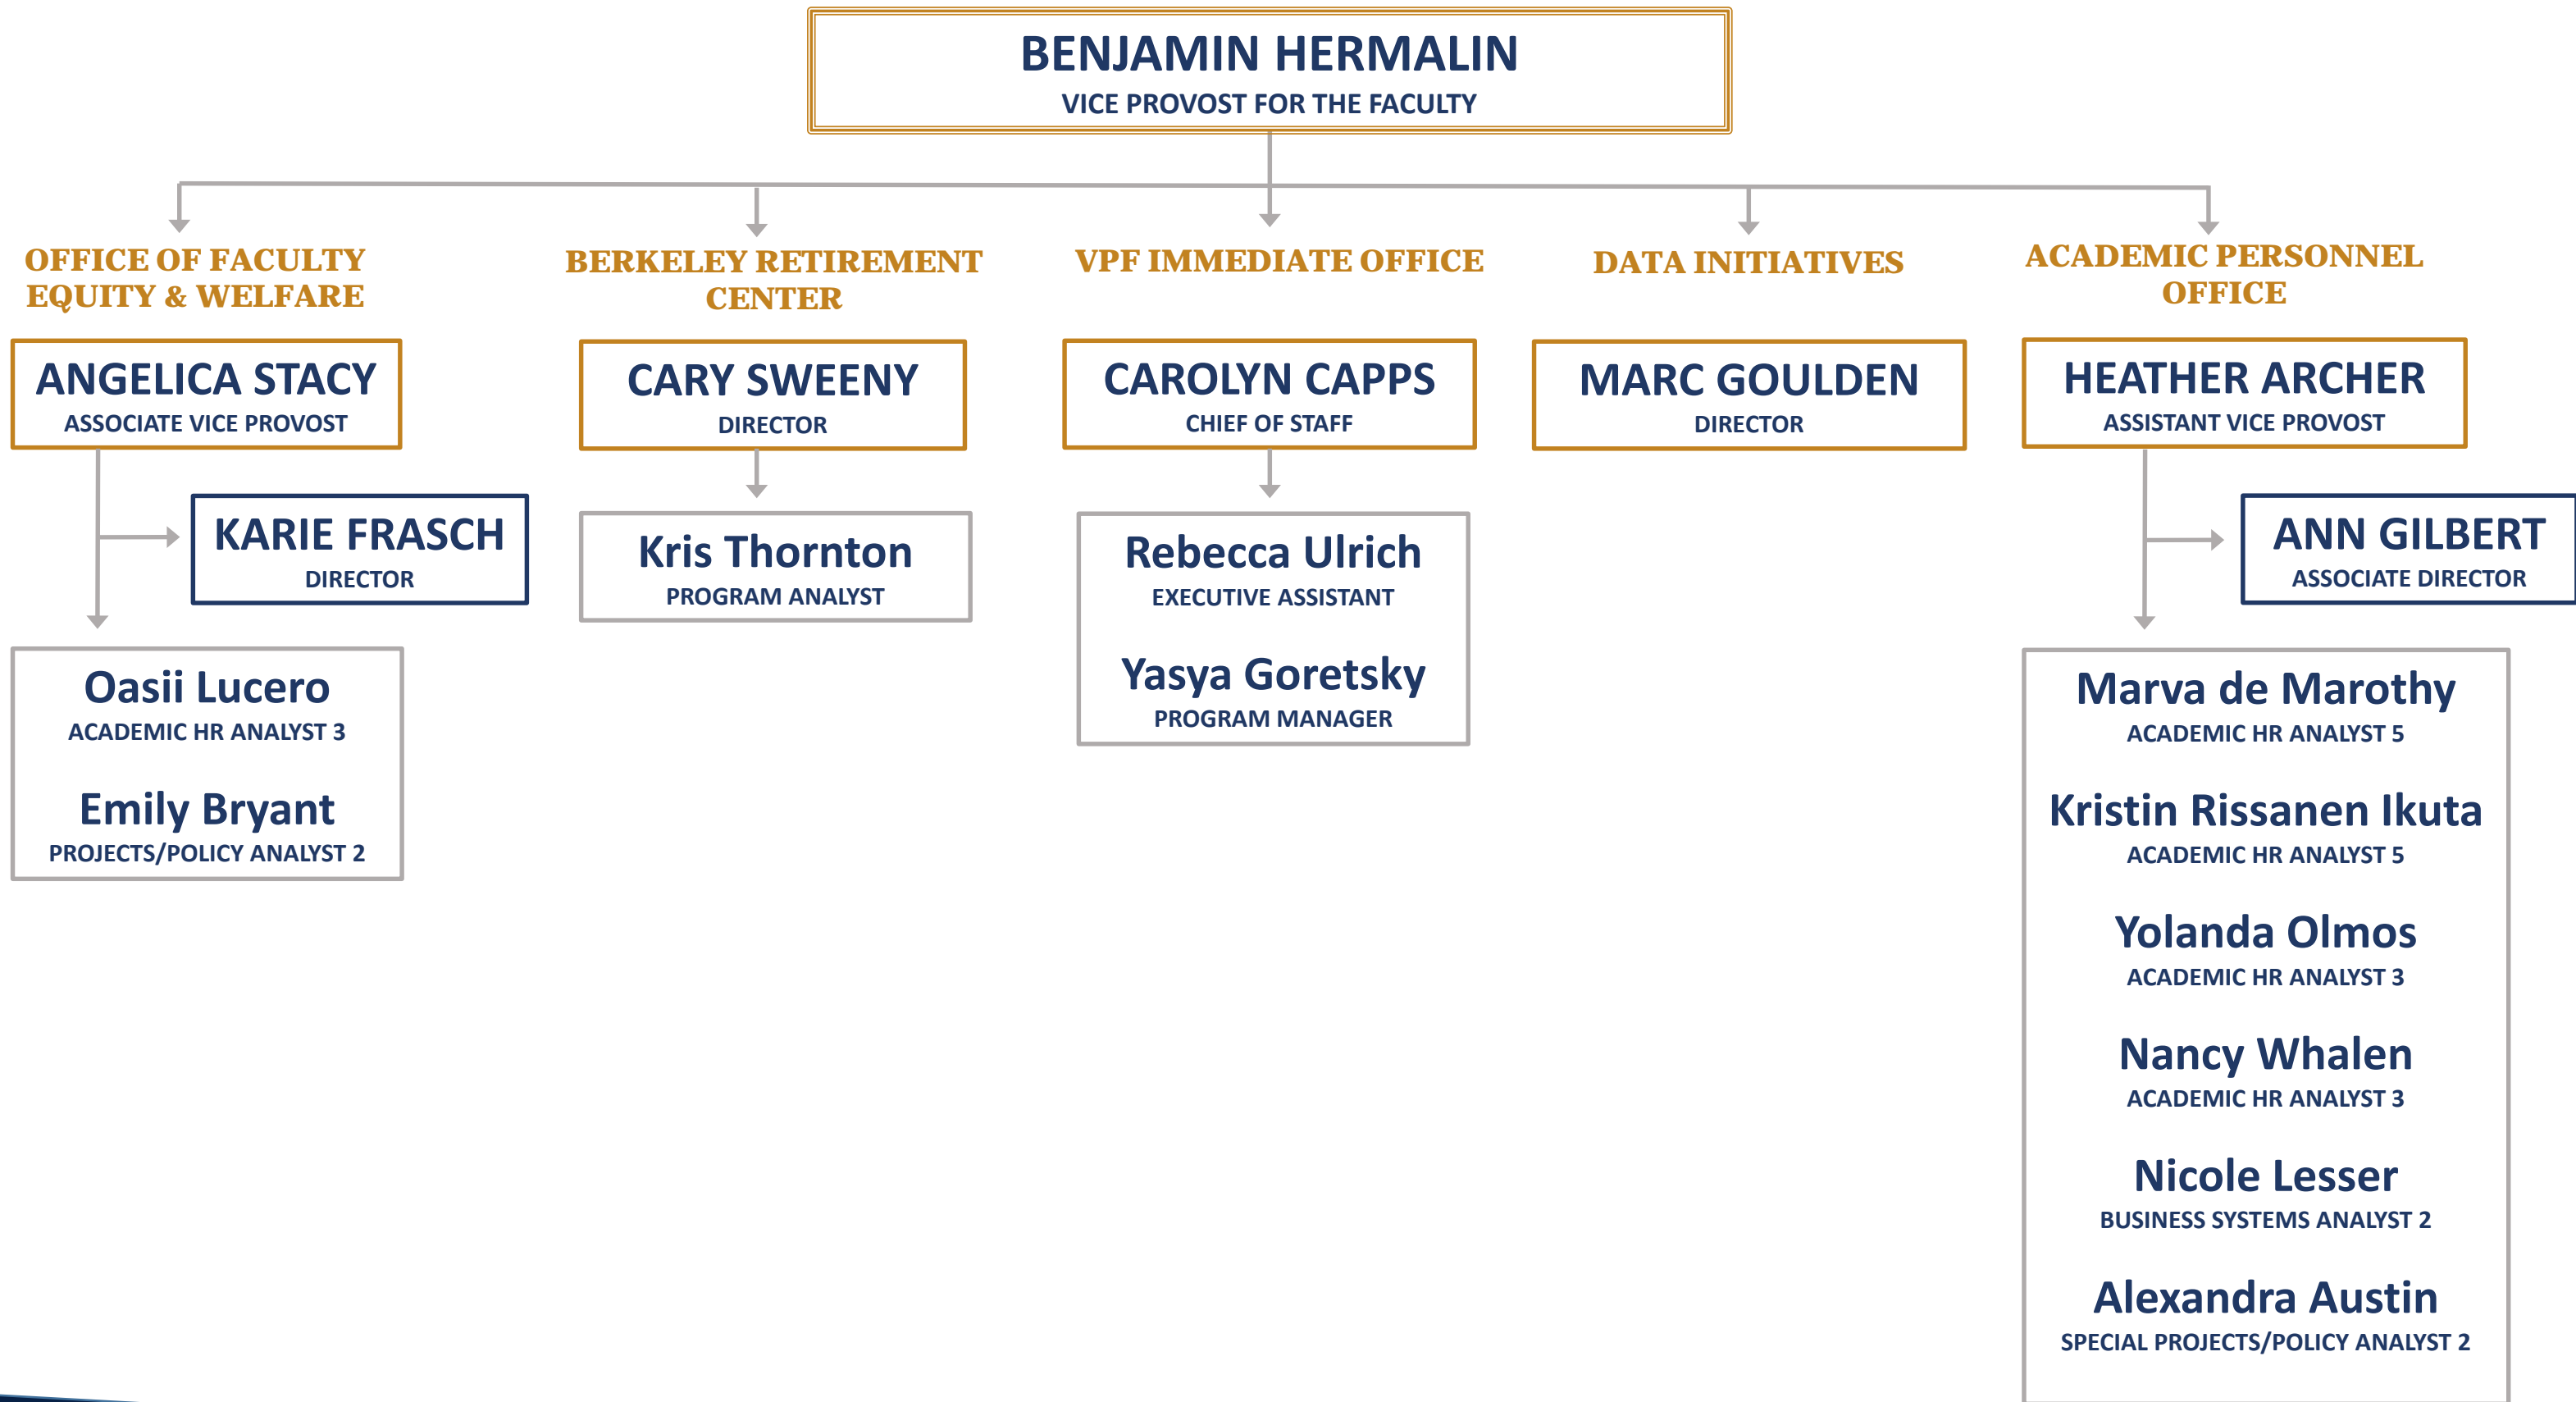 BENJAMIN HERMALIN
VICE PROVOST FOR THE FACULTY
OFFICE OF FACULTY
EQUITY & WELFARE
ANGELICA STACY
ASSOCIATE VICE PROVOST
KARIE FRASCH
DIRECTOR
Oasii Lucero
ACADEMIC HR ANALYST 3
Emily Bryant
PROJECTS/POLICY ANALYST 2
BERKELEY RETIREMENT
CENTER
CARY SWEENY
DIRECTOR
Kris Thornton
PROGRAM ANALYST
VPF IMMEDIATE OFFICE
CAROLYN CAPPS
CHIEF OF STAFF
Rebecca Ulrich
EXECUTIVE ASSISTANT
Yasya Goretsky
PROGRAM MANAGER
DATA INITIATIVES
MARC GOULDEN
DIRECTOR
ACADEMIC PERSONNEL
OFFICE
HEATHER ARCHER
ASSISTANT VICE PROVOST
ANN GILBERT
ASSOCIATE DIRECTOR
Marva de Marothy
ACADEMIC HR ANALYST 5
Kristin Rissanen Ikuta
ACADEMIC HR ANALYST 5
Yolanda Olmos
ACADEMIC HR ANALYST 3
Nancy Whalen
ACADEMIC HR ANALYST 3
Nicole Lesser
BUSINESS SYSTEMS ANALYST 2
Alexandra Austin
SPECIAL PROJECTS/POLICY ANALYST 2